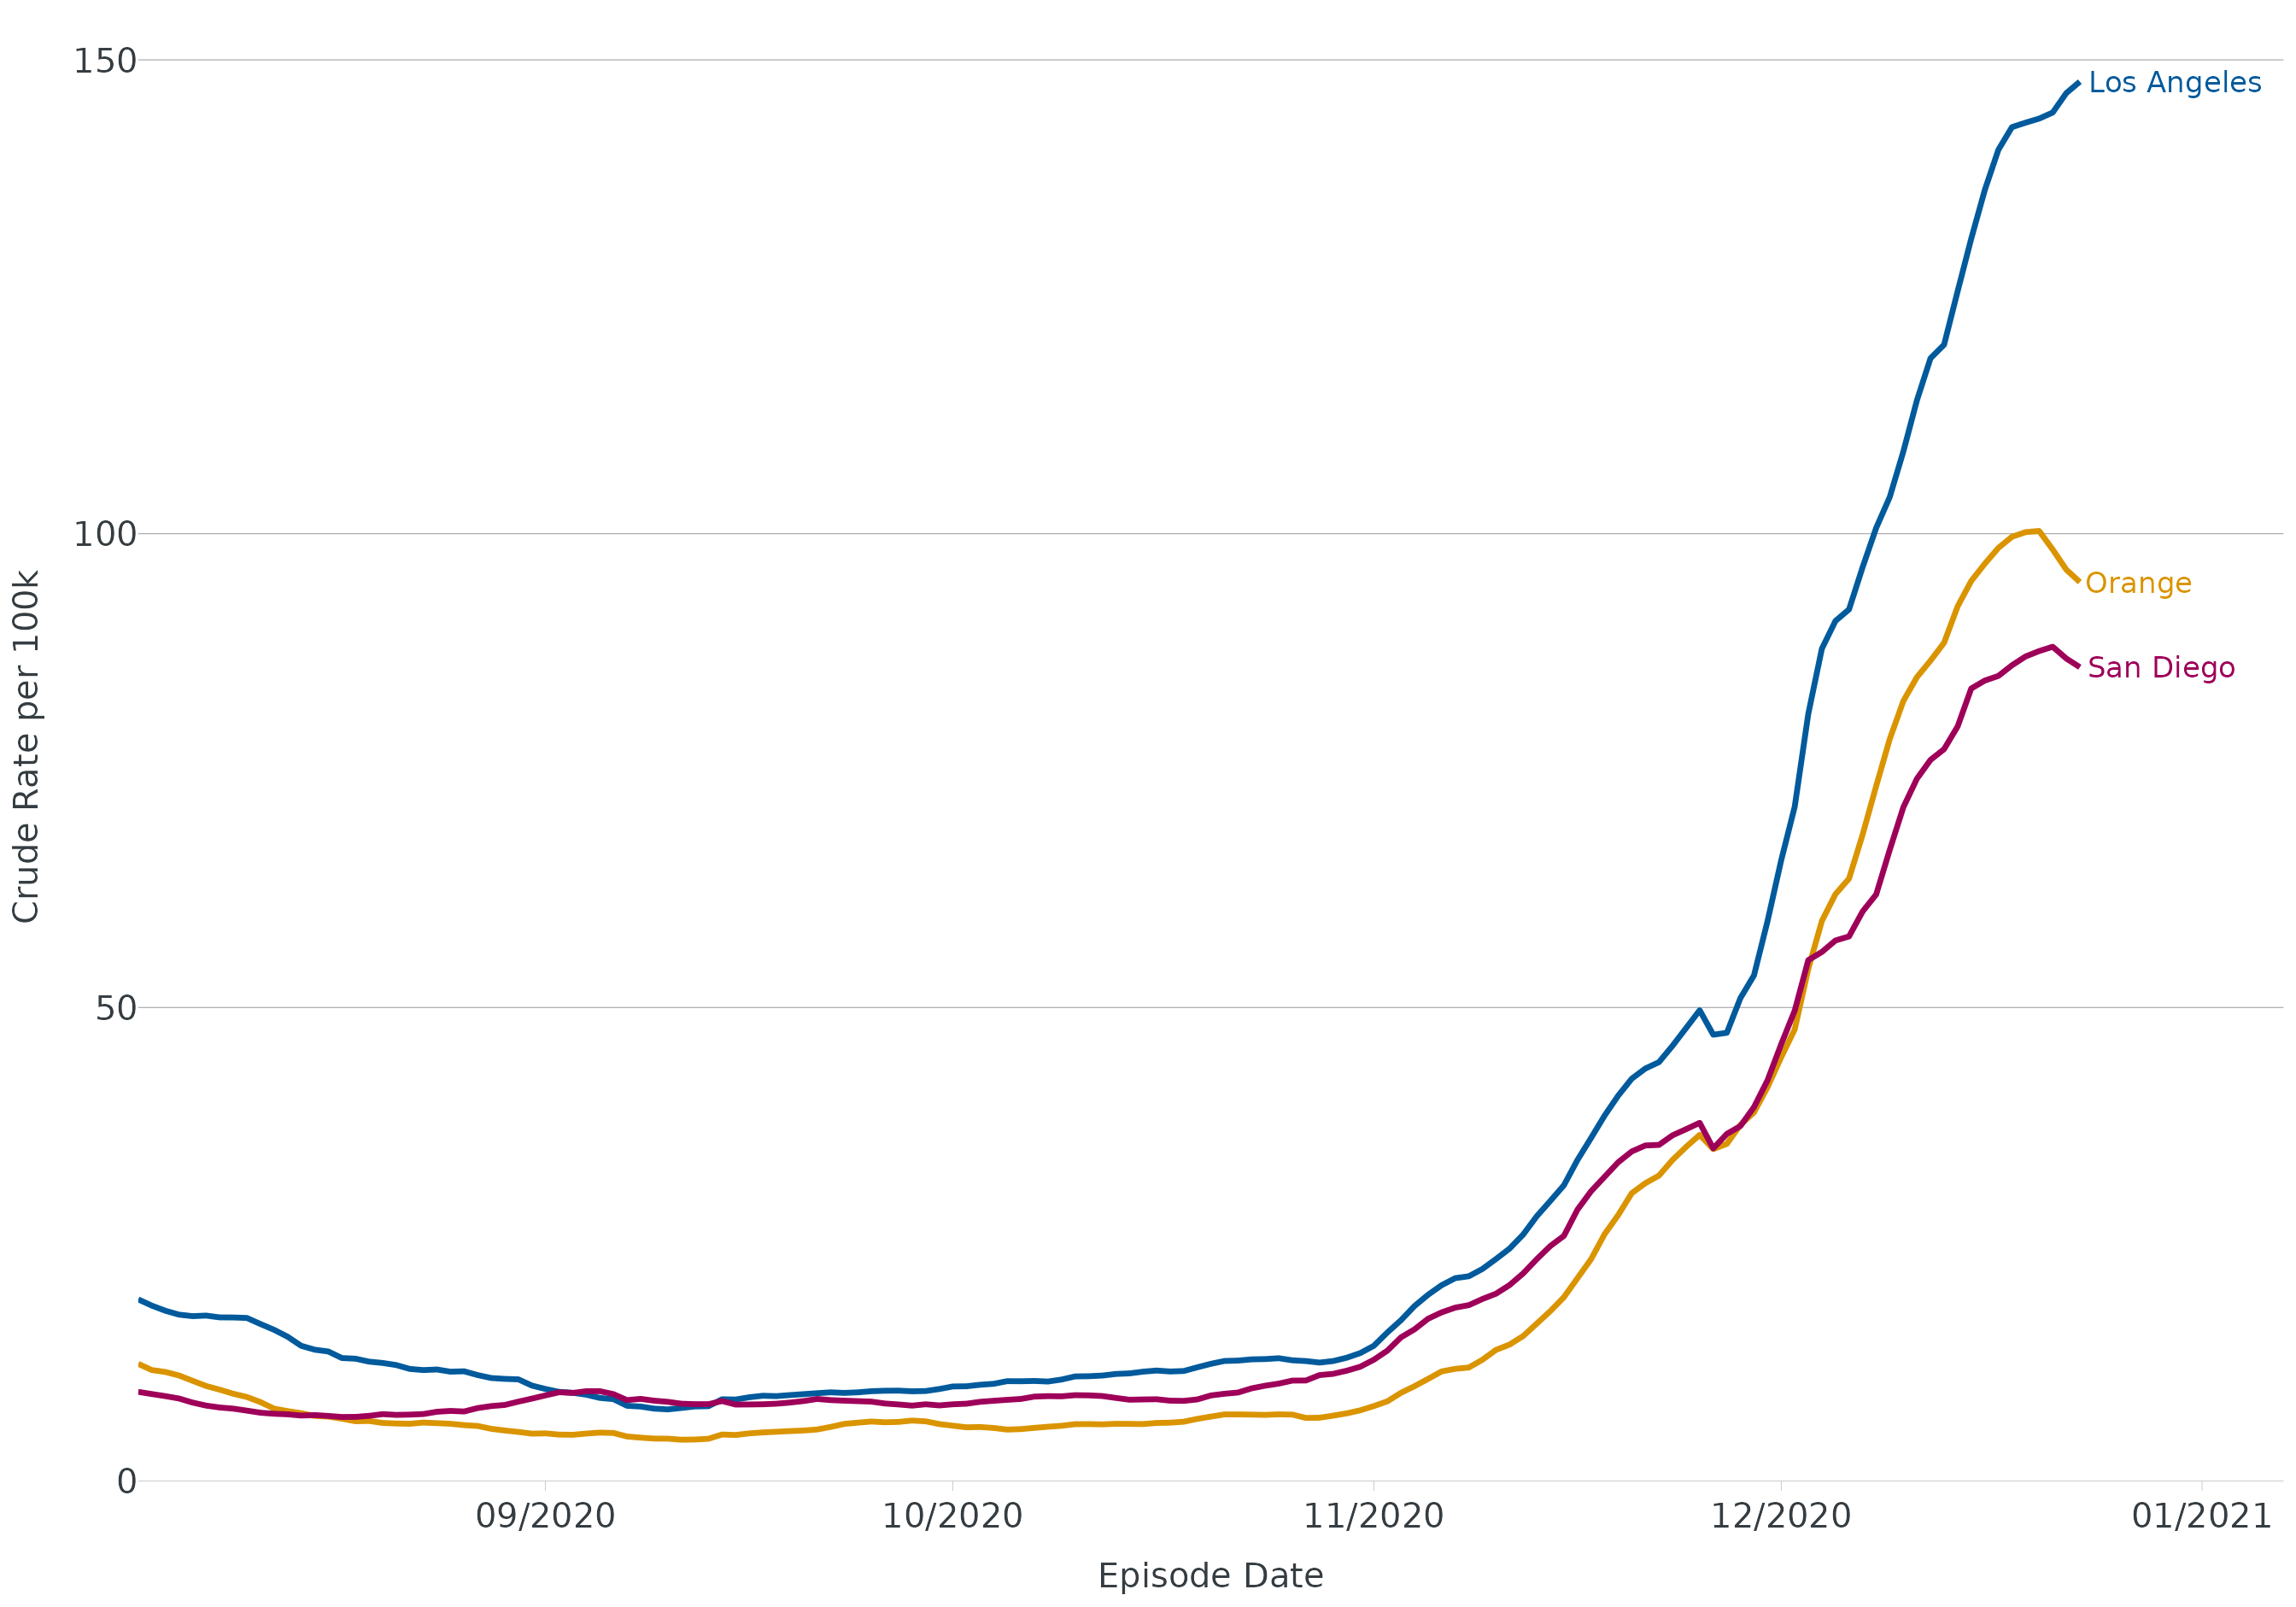 150
Los Angeles
100
Orange
San Diego
Crude Rate per 100k
50
0
09/2020 10/2020 11/2020 12/2020 01/2021
Episode Date